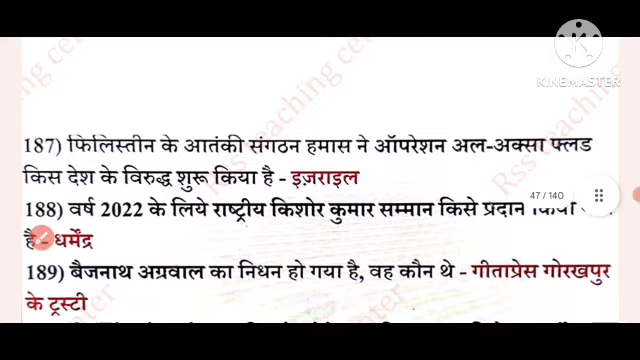 KINEMASTER
187) फिलिस्तीन के आतंकी संगठन हमास ने ऑपरेशन अल-अक्सा फ्लड
किस देश के विरुद्ध शुरू किया है - इज़राइल
47 / 140
188) वर्ष 2022 के लिये राष्ट्रीय किशोर कुमार सम्मान किसे प्रदान
है - धर्मेंद्र
189) बैजनाथ अग्रवाल का निधन हो गया है, वह कौन थे - गीताप्रेस गोरखपुर
के ट्रस्टी